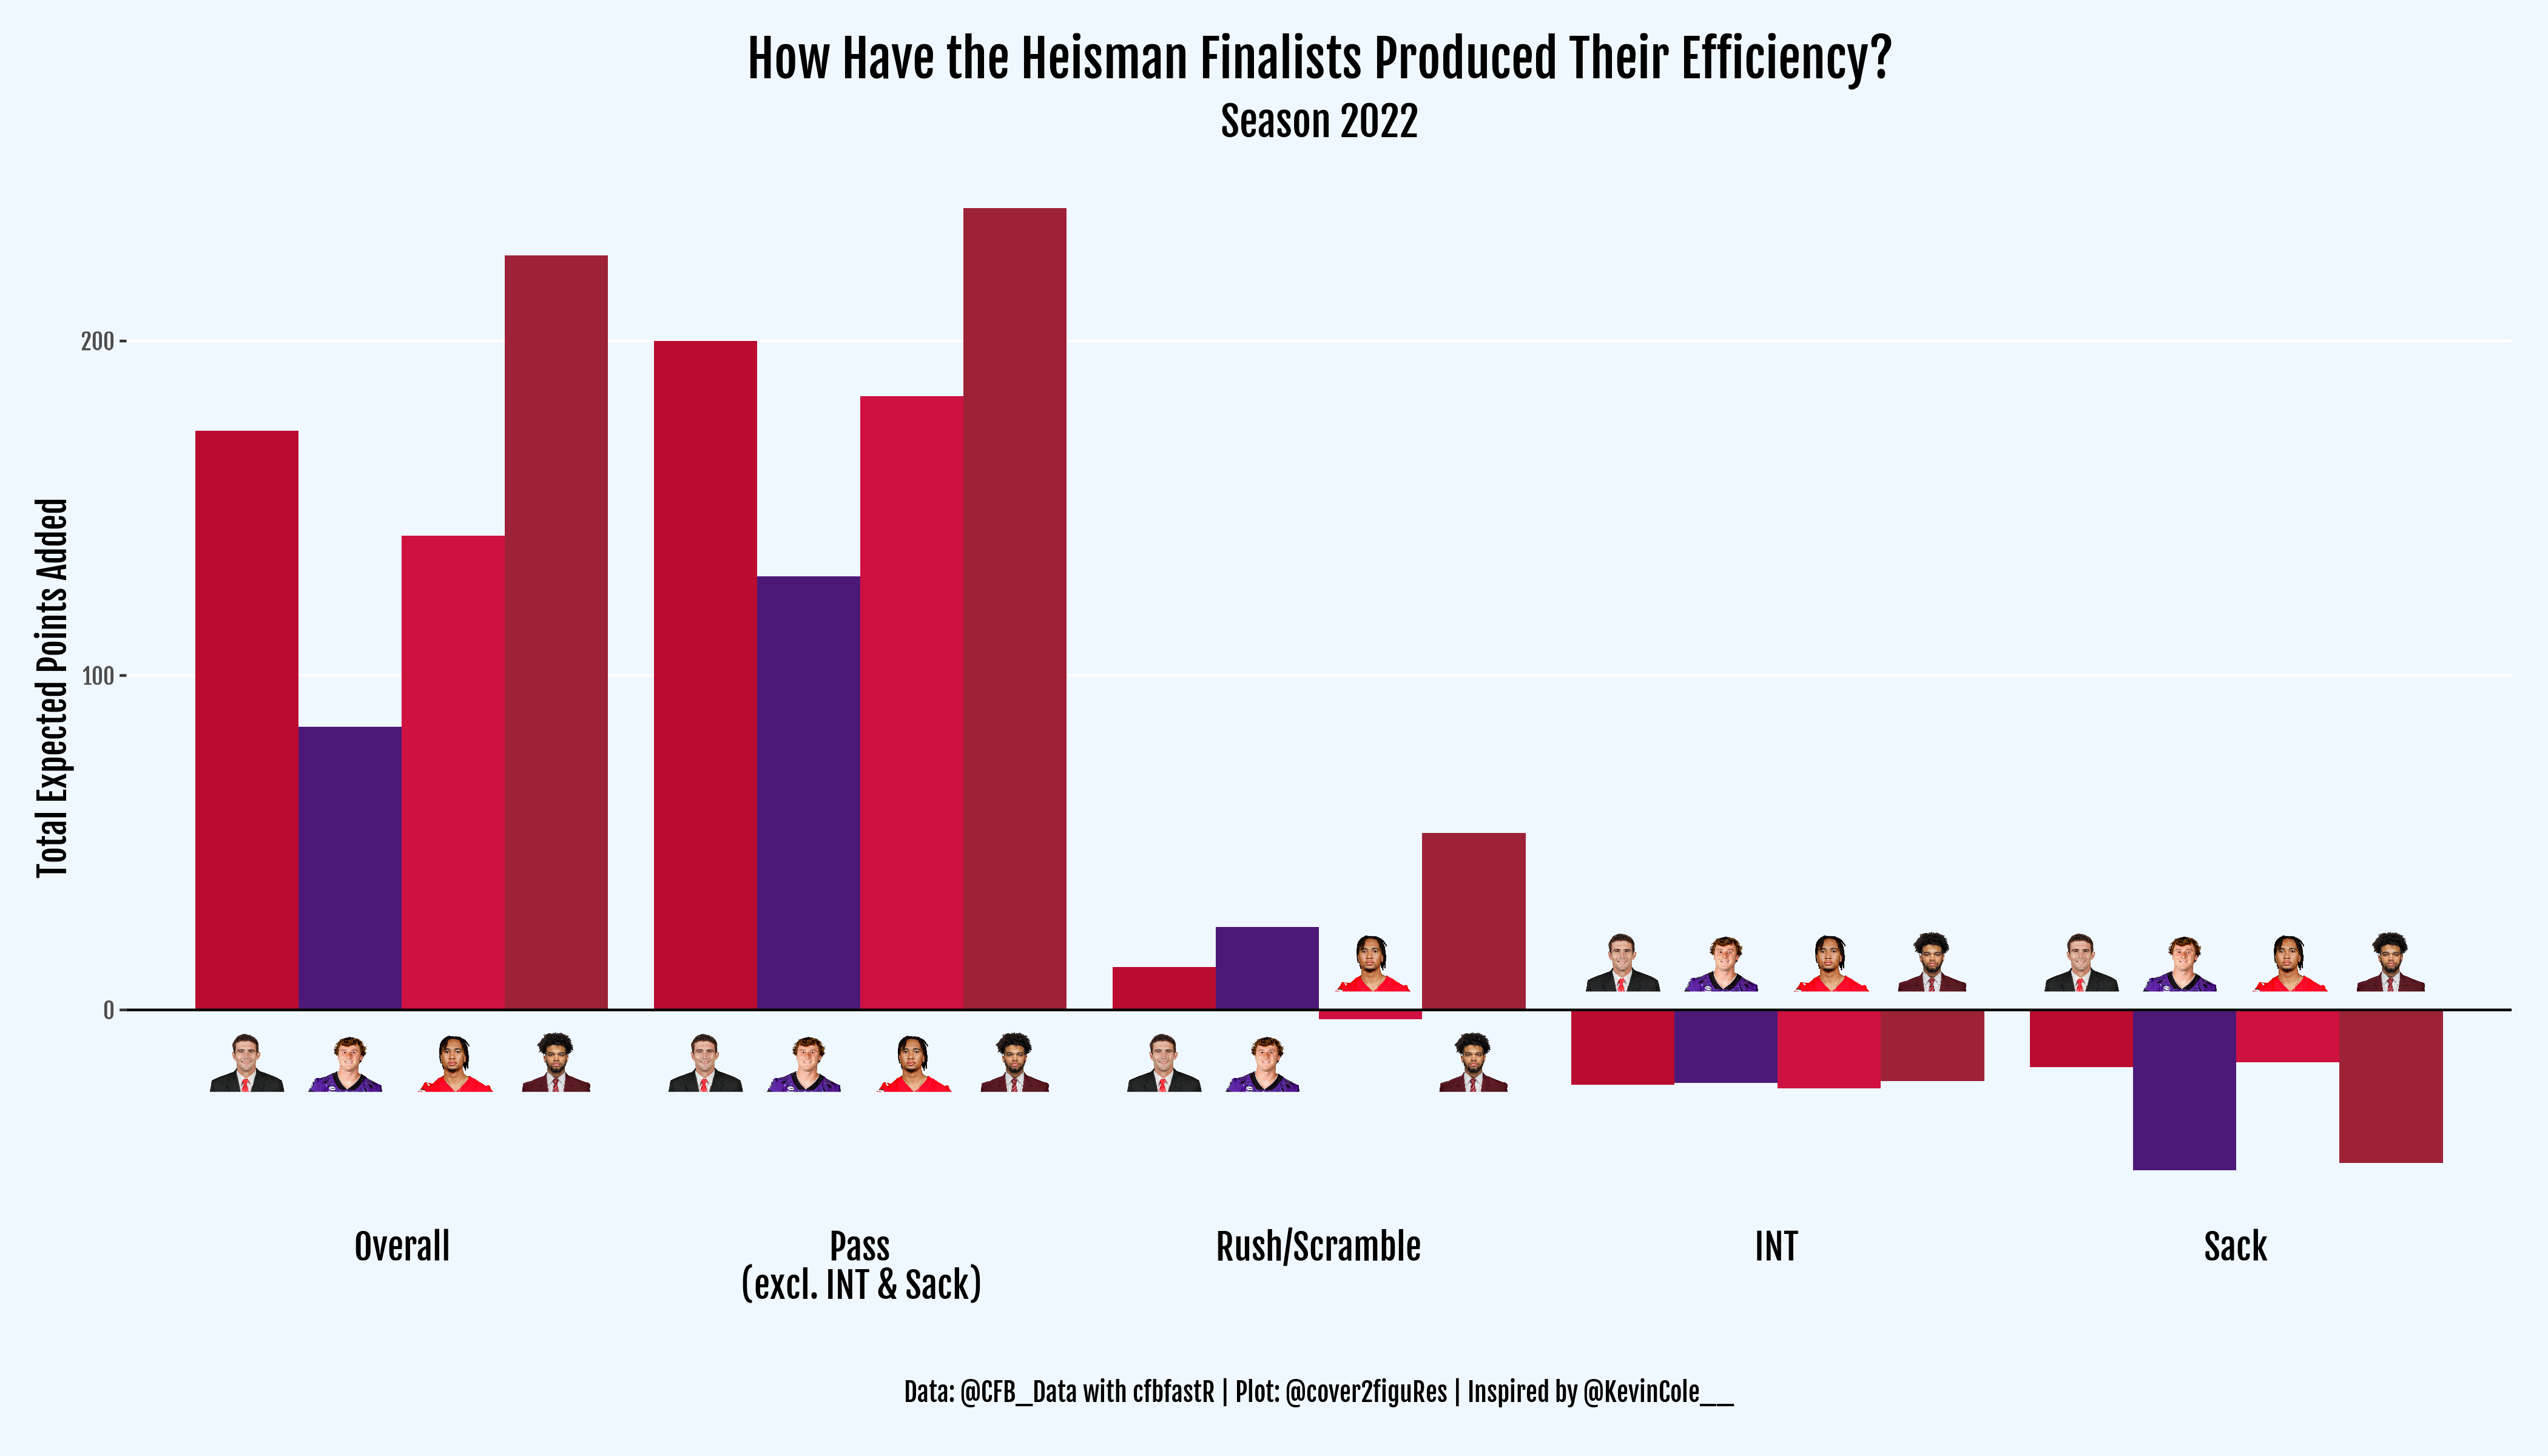 How Have the Heisman Finalists Produced Their Efficiency?
Season 2022
Total Expected Points Added
200
100
0
Overall
Pass
(excl. INT & Sack)
Rush/Scramble
INT
Sack
Data: @CFB_Data with cfbfastR | Plot: @cover2figuRes | Inspired by @KevinCole__